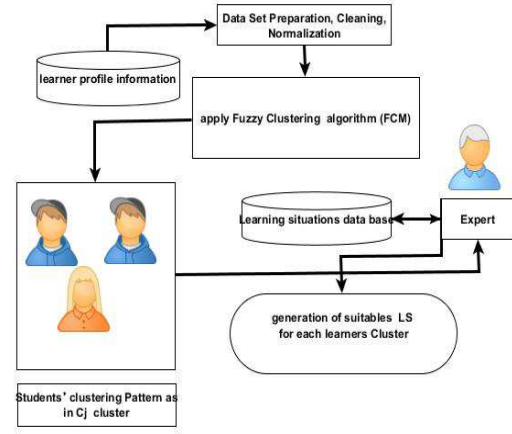 Data Set Preparation, Cleaning,
Normalization
learner profile information
apply Fuzzy Clustering algorithm (FCM)
Learning situations data base
Expert
generation of suitables LS
for each learners Cluster
Students' clustering Pattern as
in Cj cluster